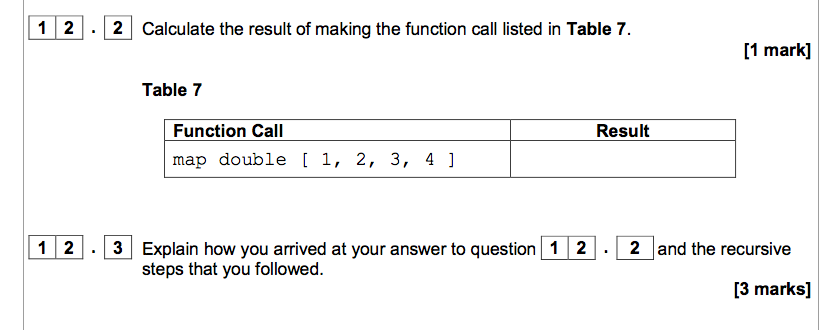 1 2 . 2 Calculate the result of making the function call listed in Table 7.
[1 mark]
Table 7
Function Call Result
map double [ 1, 2, 3, 4 ]
1 2 . 3 Explain how you arrived at your answer to question 1 2 . 2 and the recursive
steps that you followed.
[3 marks]